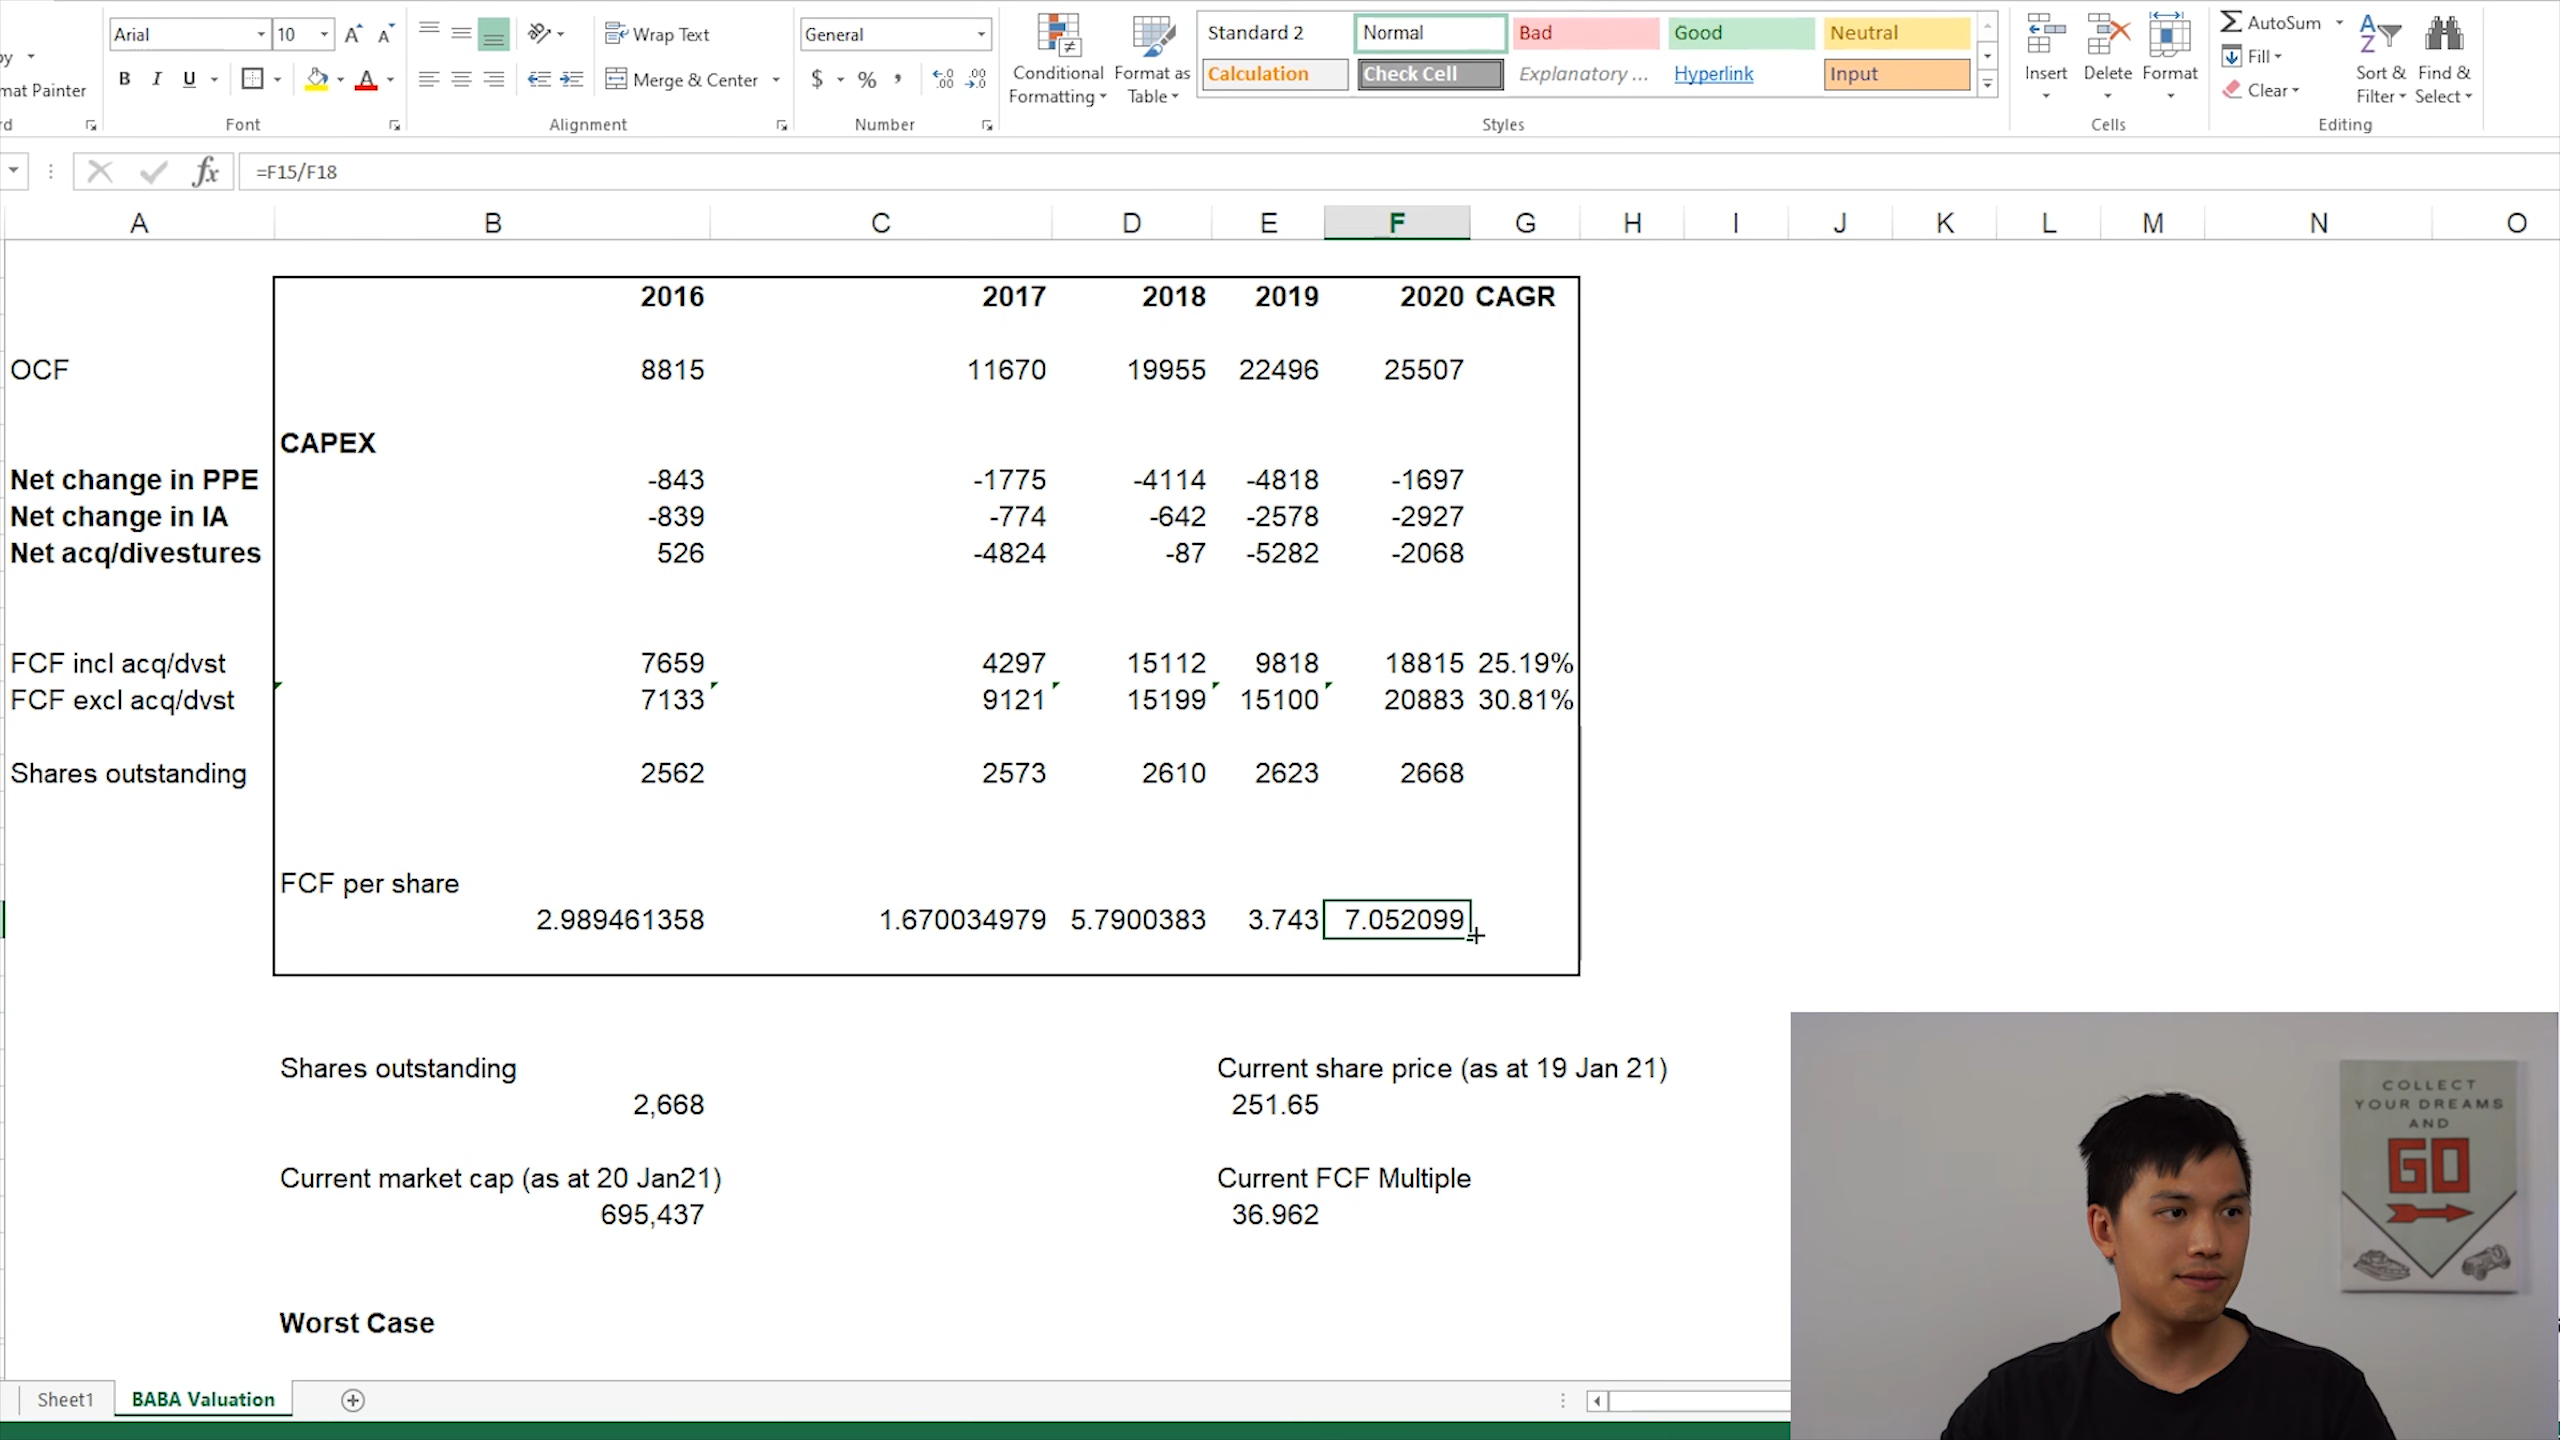 Arial 10 Wrap Text General Standard 2 Normal Bad Good Neutral AutoSum
py Conditional Format as Calculation Check Cell Explanatory ... Hyperlink Input Insert Delete Format Fill Sort & Find &
mat Painter B I U A Merge & Center $ % , Formatting Table Clear Filter Select
rd Font Alignment Number Styles Cells Editing
fx =F15/F18
A B C D E F G H I J K L M N O
2016 2017 2018 2019 2020 CAGR
OCF 8815 11670 19955 22496 25507
CAPEX
Net change in PPE -843 -1775 -4114 -4818 -1697
Net change in IA -839 -774 -642 -2578 -2927
Net acq/divestures 526 -4824 -87 -5282 -2068
FCF incl acq/dvst 7659 4297 15112 9818 18815 25.19%
FCF excl acq/dvst 7133 9121 15199 15100 20883 30.81%
Shares outstanding 2562 2573 2610 2623 2668
FCF per share
2.989461358 1.670034979 5.7900383 3.743 7.052099
Shares outstanding Current share price (as at 19 Jan 21)
2,668 251.65
Current market cap (as at 20 Jan21) Current FCF Multiple
695,437 36.962
Worst Case
COLLECT
YOUR DREAMS
AND
GO
Sheet1 BABA Valuation